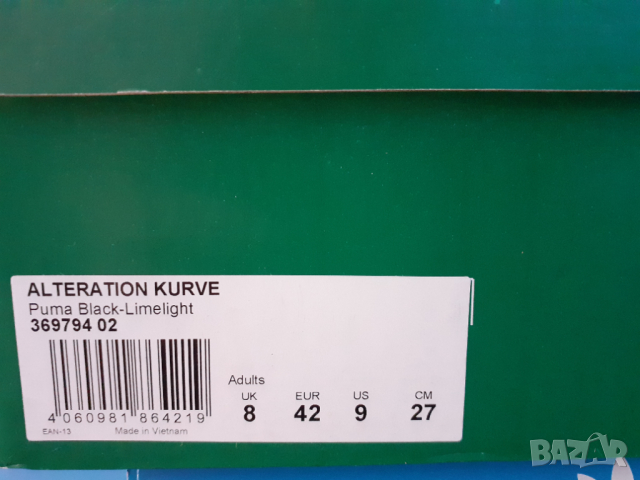 ALTERATION KURVE
Puma Black-Limelight
369794 02
Adults
UK EUR US CM
8 42 9 27
4 060981 864219
EAN-13 Made in Vietnam
BAZAR